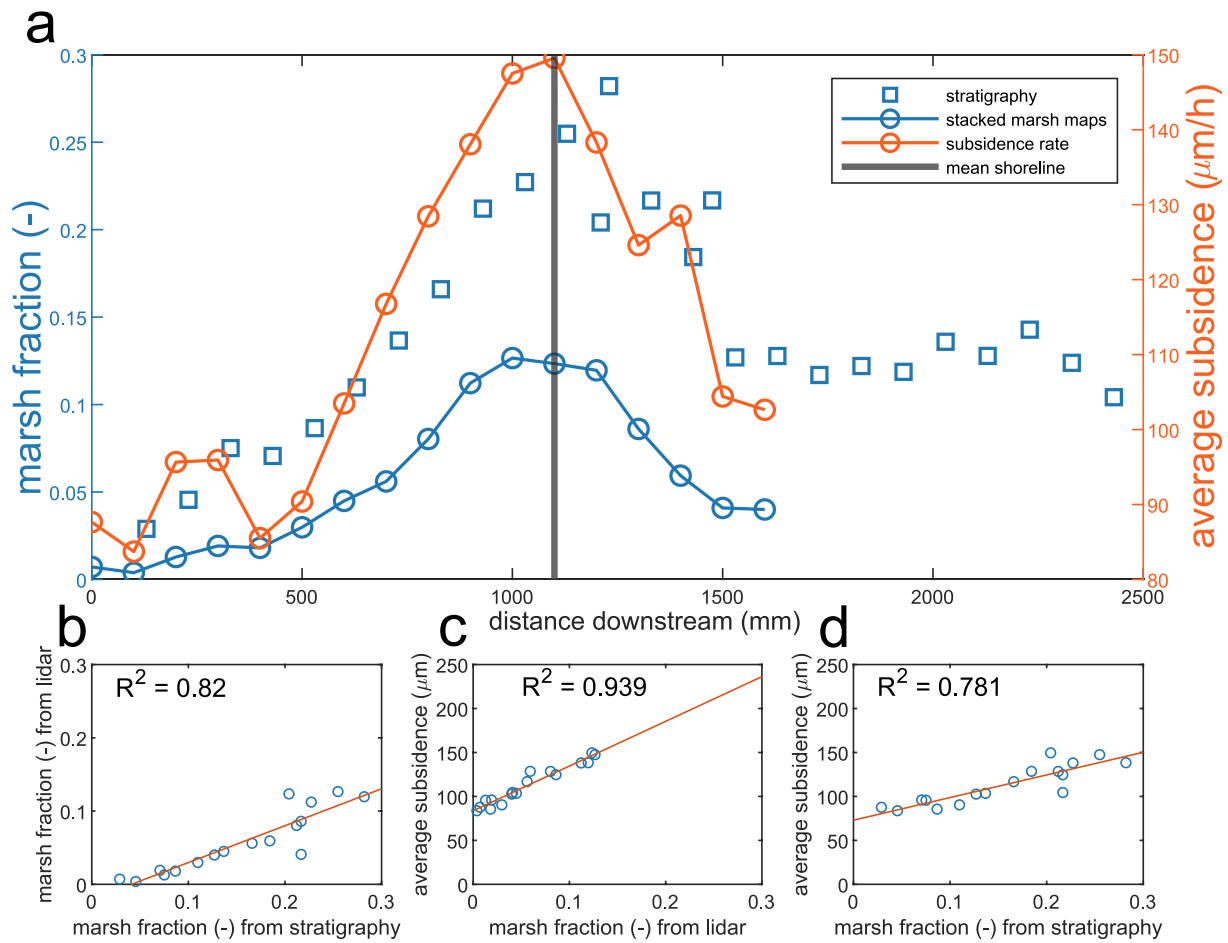 a
marsh fraction (-)
0.3
0.25
0.2
0.15
0.1
0.05
0
stratigraphy
stacked marsh maps
subsidence rate
mean shoreline
150
140
130
120
110
100
90
80
average subsidence (μm/h)
0
500
1000
1500
2000
2500
distance downstream (mm)
b
R² = 0.82
marsh fraction (-) from lidar
0.3
0.2
0.1
0
0
0.1
0.2
0.3
marsh fraction (-) from stratigraphy
c
R² = 0.939
average subsidence (μm)
250
200
150
100
50
0
0
0.1
0.2
0.3
marsh fraction (-) from lidar
d
R² = 0.781
average subsidence (μm)
250
200
150
100
50
0
0
0.1
0.2
0.3
marsh fraction (-) from stratigraphy